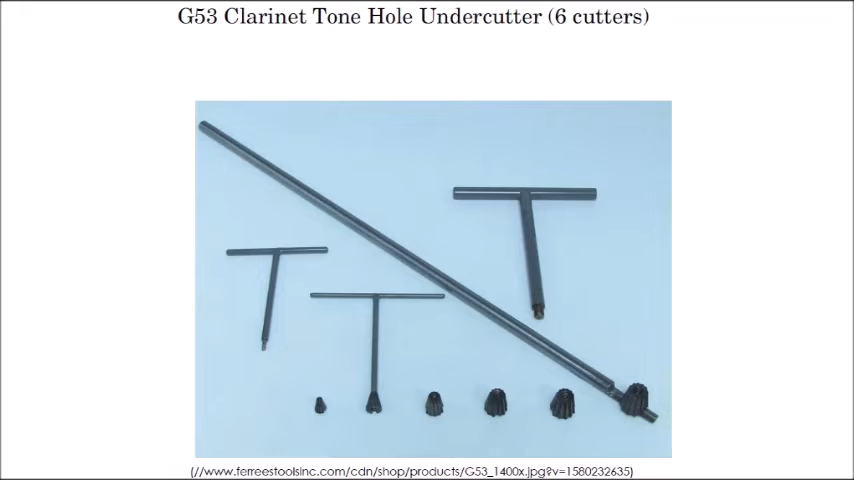 G53 Clarinet Tone Hole Undercutter (6 cutters)
(//www.ferreestoolsinc.com/cdn/shop/products/G53_1400x.jpg?v=1580232635)